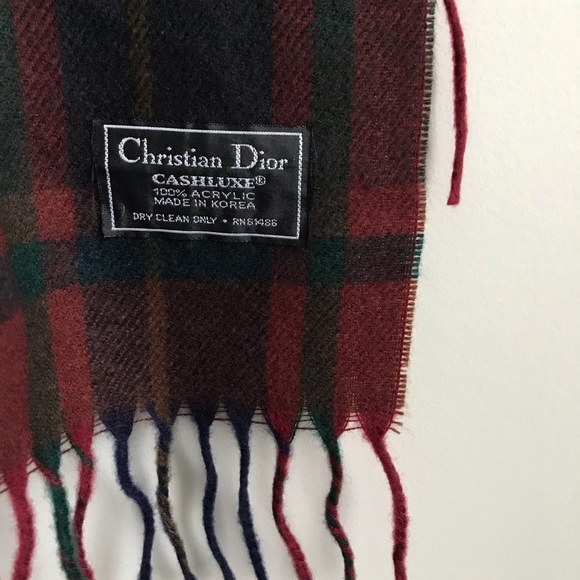 Christian Dior
CASHLUXE®
100% ACRYLIC
MADE IN KOREA
DRY CLEAN ONLY • RN51486